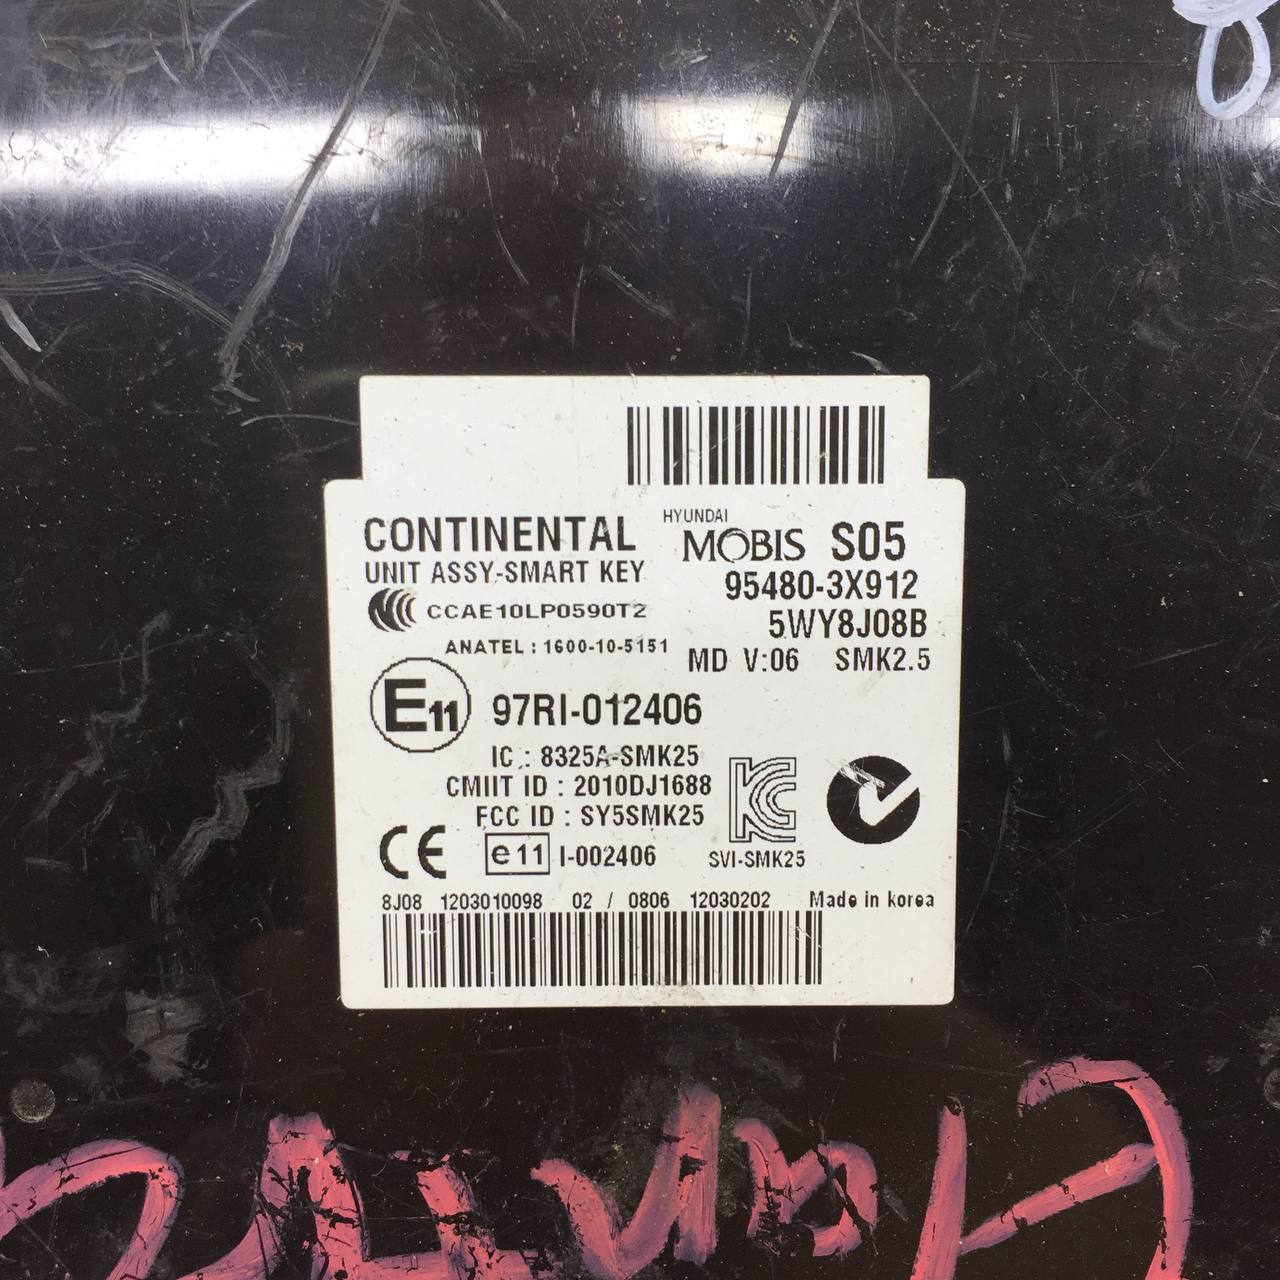 HYUNDAI
CONTINENTAL MOBIS S05
UNIT ASSY-SMART KEY 95480-3X912
CCAE10LP0590T2 5WY8J08B
ANATEL : 1600-10-5151 MD V:06 SMK2.5
E11 97RI-012406
IC : 8325A-SMK25
CMIIT ID : 2010DJ1688
FCC ID : SY5SMK25
CE e11 I-002406 SVI-SMK25
8J08 1203010098 02 / 0806 12030202 Made in korea